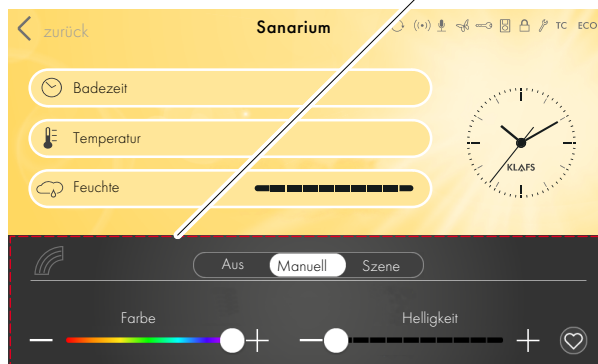 zurück Sanarium TC ECO
Badezeit
Temperatur
KLAFS
Feuchte
Aus Manuell Szene
Farbe Helligkeit